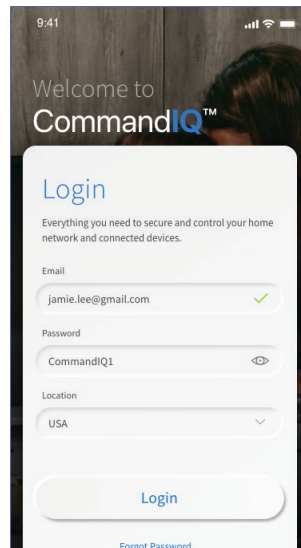 9:41
Welcome to
CommandIQ™
Login
Everything you need to secure and control your home
network and connected devices.
Email
jamie.lee@gmail.com
Password
CommandIQ1
Location
USA
Login
Forgot Password